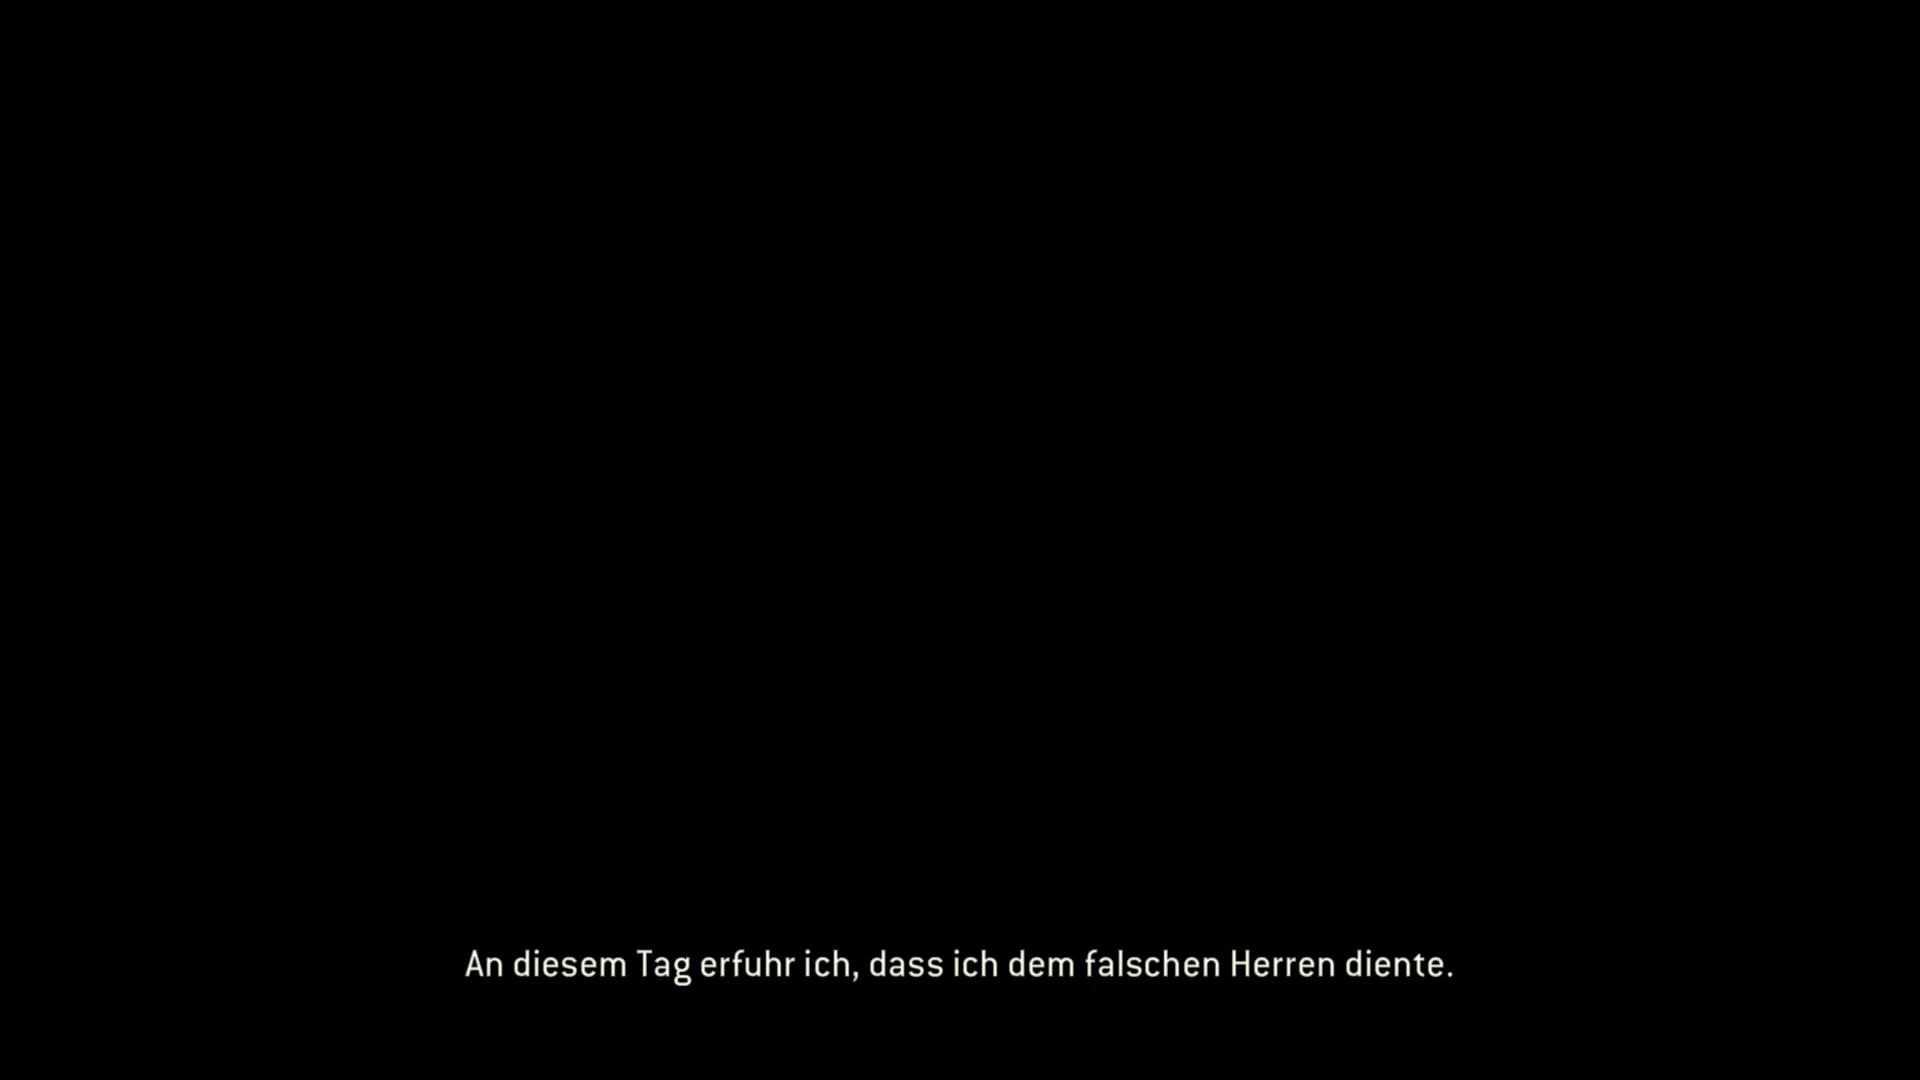 An diesem Tag erfuhr ich, dass ich dem falschen Herren diente.